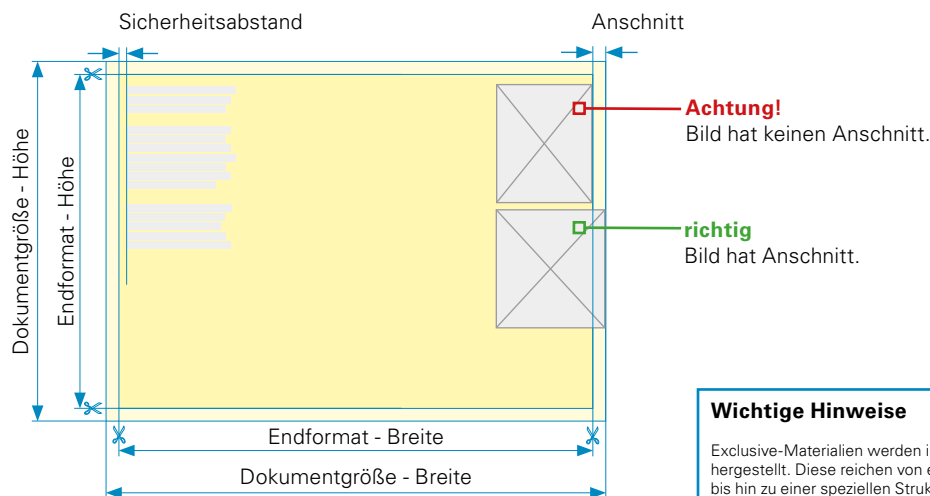 Sicherheitsabstand
Anschnitt
Dokumentgröße - Höhe
Endformat - Höhe
Achtung!
Bild hat keinen Anschnitt.
richtig
Bild hat Anschnitt.
Endformat - Breite
Dokumentgröße - Breite
Wichtige Hinweise
Exclusive-Materialien werden
hergestellt. Diese reichen von
bis hin zu einer speziellen